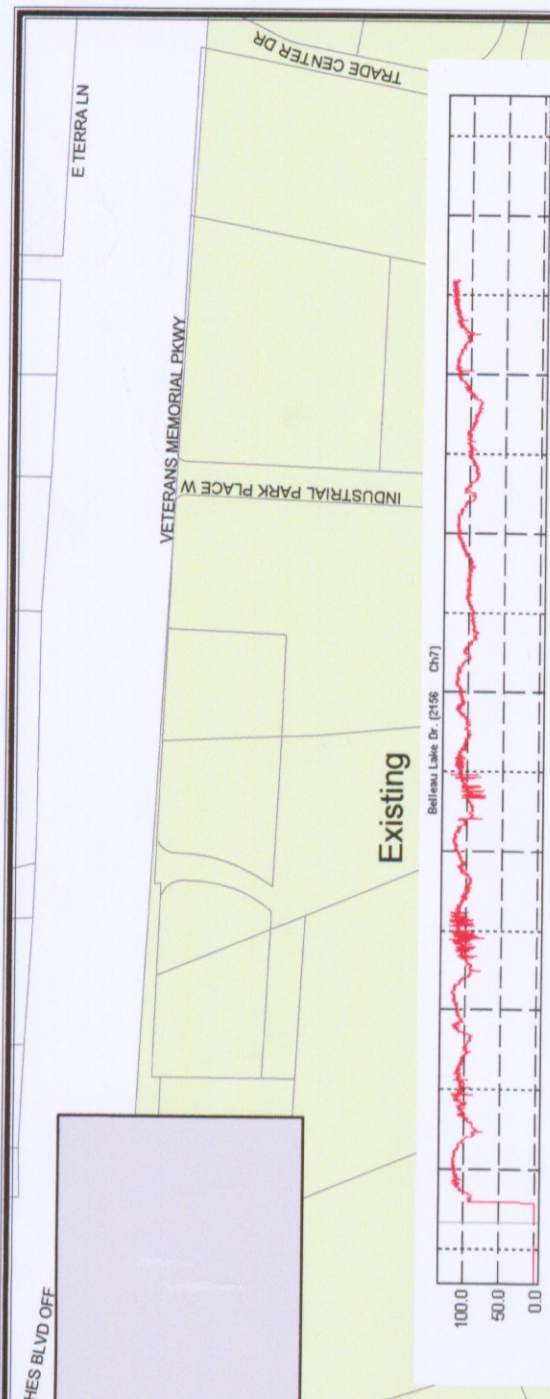 TRADE CENTER DR
E TERRA LN
VETERANS MEMORIAL PKWY
INDUSTRIAL PARK PLACE W
Existing
Belleau Lake Dr. [2156 Ch7]
HES BLVD OFF
100.0
50.0
0.0